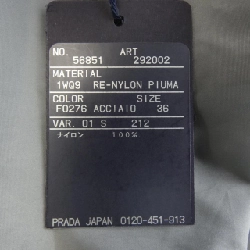 NO. ART
56851 292002
MATERIAL
1WQ9 RE-NYLON PIUMA
COLOR SIZE
F0276 ACCIAIO 36
VAR. 01 S 212
ナイロン 100%
PRADA JAPAN 0120-451-913